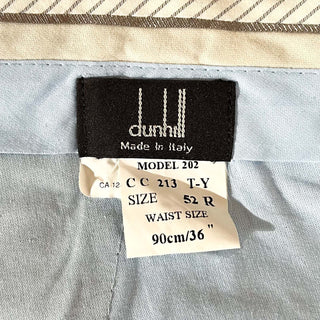 dunhill
Made in Italy
MODEL 202
CA 12 C C 213 T-Y
SIZE 52 R
WAIST SIZE
90cm/36"